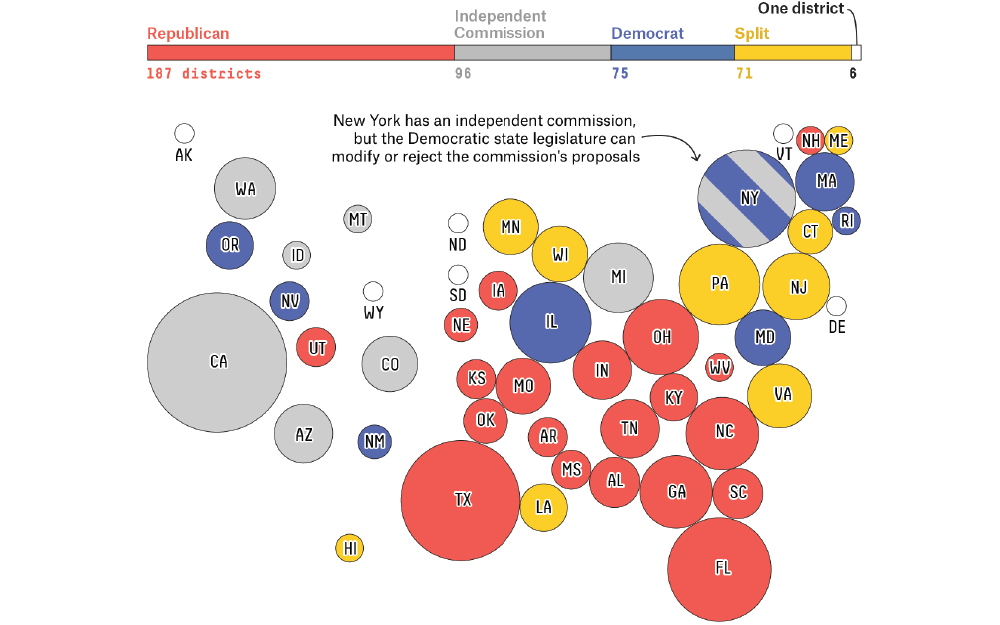 One district
Independent
Commission
Republican
Democrat
Split
187 districts
96
75
71
6
New York has an independent commission,
but the Democratic state legislature can
modify or reject the commission's proposals
AK
VT
NH
ME
WA
NY
MA
MT
ND
MN
RI
OR
ID
WI
CT
SD
MI
PA
NJ
NV
WY
IA
DE
NE
IL
OH
MD
UT
CA
CO
KS
MO
IN
WV
KY
VA
OK
AR
TN
NC
AZ
NM
MS
AL
GA
SC
TX
LA
HI
FL